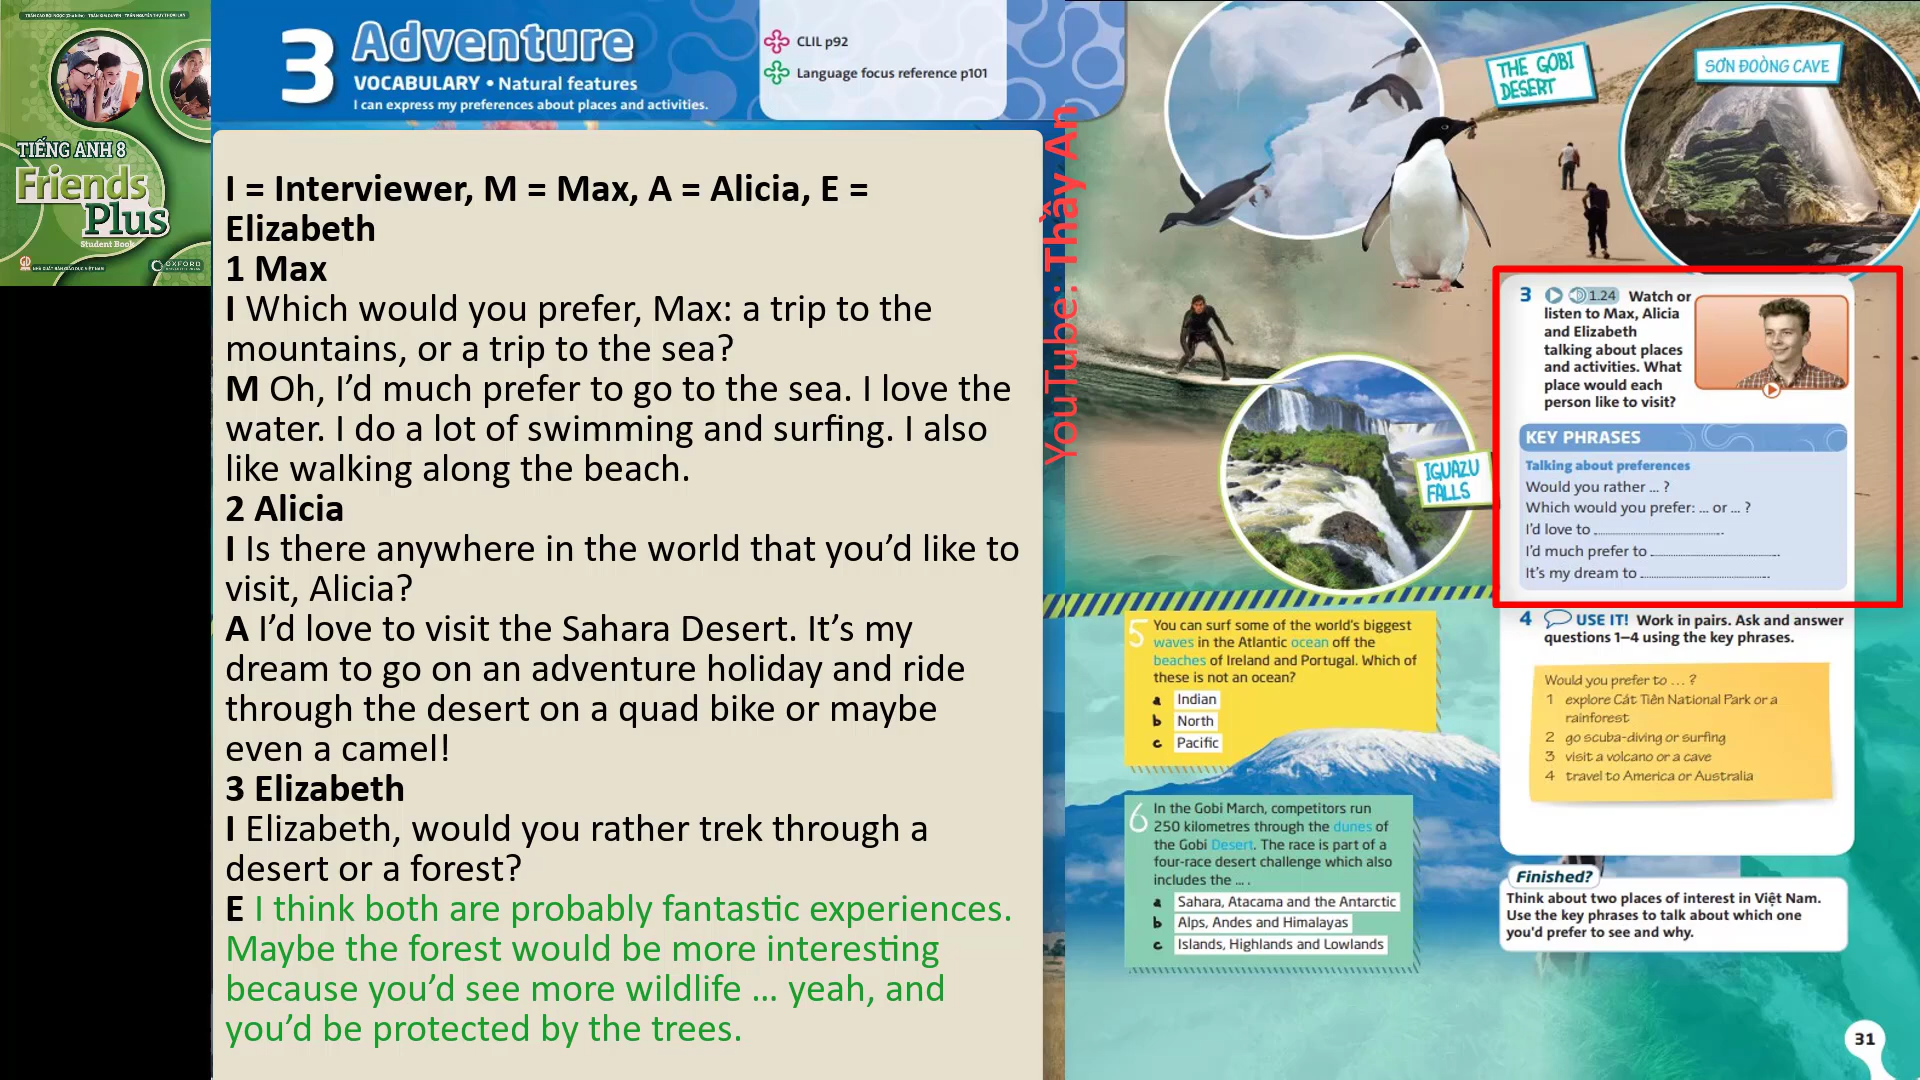 TRẦN CAO BỘI NGỌC (Chủ biên)
TIẾNG ANH 8
Friends
Plus
Student Book
NHÀ XUẤT BẢN GIÁO DỤC VIỆT NAM
OXFORD
3 Adventure
VOCABULARY • Natural features
I can express my preferences about places and activities.
CLIL p92
Language focus reference p101
I = Interviewer, M = Max, A = Alicia, E =
Elizabeth
1 Max
I Which would you prefer, Max: a trip to the
mountains, or a trip to the sea?
M Oh, I’d much prefer to go to the sea. I love the
water. I do a lot of swimming and surfing. I also
like walking along the beach.
2 Alicia
I Is there anywhere in the world that you’d like to
visit, Alicia?
A I’d love to visit the Sahara Desert. It’s my
dream to go on an adventure holiday and ride
through the desert on a quad bike or maybe
even a camel!
3 Elizabeth
I Elizabeth, would you rather trek through a
desert or a forest?
E I think both are probably fantastic experiences.
Maybe the forest would be more interesting
because you’d see more wildlife … yeah, and
you’d be protected by the trees.
YouTube: Thầy An
THE GOBI
DESERT
SƠN ĐOÒNG CAVE
IGUAZU
FALLS
5 You can surf some of the world's biggest
waves in the Atlantic ocean off the
beaches of Ireland and Portugal. Which of
these is not an ocean?
a Indian
b North
c Pacific
6 In the Gobi March, competitors run
250 kilometres through the dunes of
the Gobi Desert. The race is part of a
four-race desert challenge which also
includes the ... .
a Sahara, Atacama and the Antarctic
b Alps, Andes and Himalayas
c Islands, Highlands and Lowlands
3 1.24 Watch or
listen to Max, Alicia
and Elizabeth
talking about places
and activities. What
place would each
person like to visit?
KEY PHRASES
Talking about preferences
Would you rather ... ?
Which would you prefer: ... or ... ?
I'd love to ..............................
I'd much prefer to ..............................
It's my dream to ..............................
4 USE IT! Work in pairs. Ask and answer
questions 1–4 using the key phrases.
Would you prefer to ... ?
1 explore Cát Tiên National Park or a
rainforest
2 go scuba-diving or surfing
3 visit a volcano or a cave
4 travel to America or Australia
Finished?
Think about two places of interest in Việt Nam.
Use the key phrases to talk about which one
you'd prefer to see and why.
31